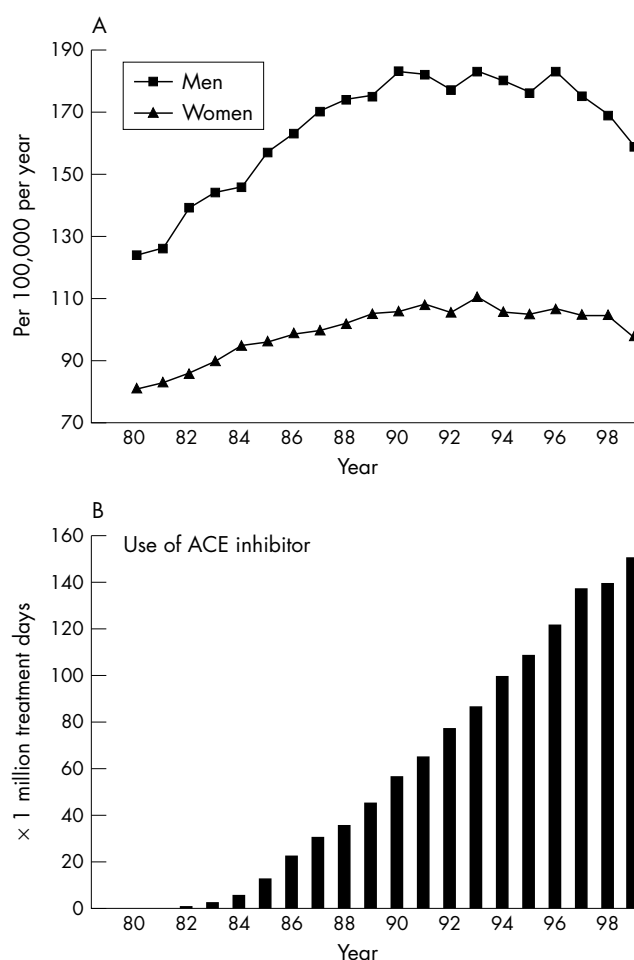 A
190
170
150
130
110
90
70
Per 100,000 per year
Men
Women
80 82 84 86 88 90 92 94 96 98
Year
B
160
140
120
100
80
60
40
20
0
× 1 million treatment days
Use of ACE inhibitor
80 82 84 86 88 90 92 94 96 98
Year